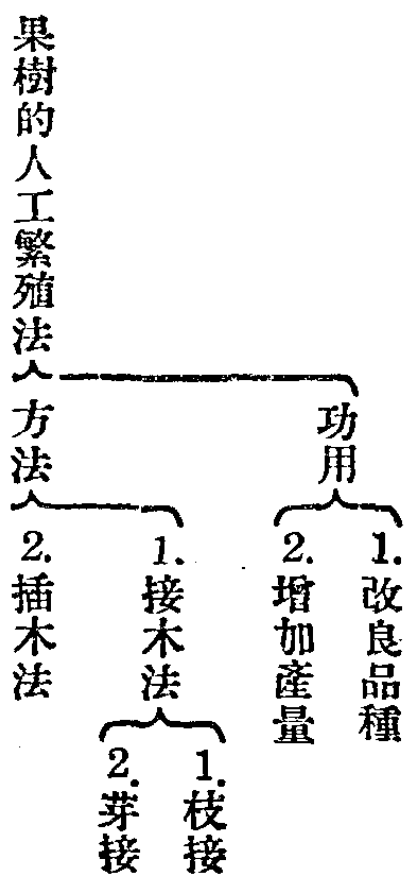 果樹的人工繁殖法
功用
1.改良品種
2.增加產量
方法
1.接木法
1.枝接
2.芽接
2.插木法